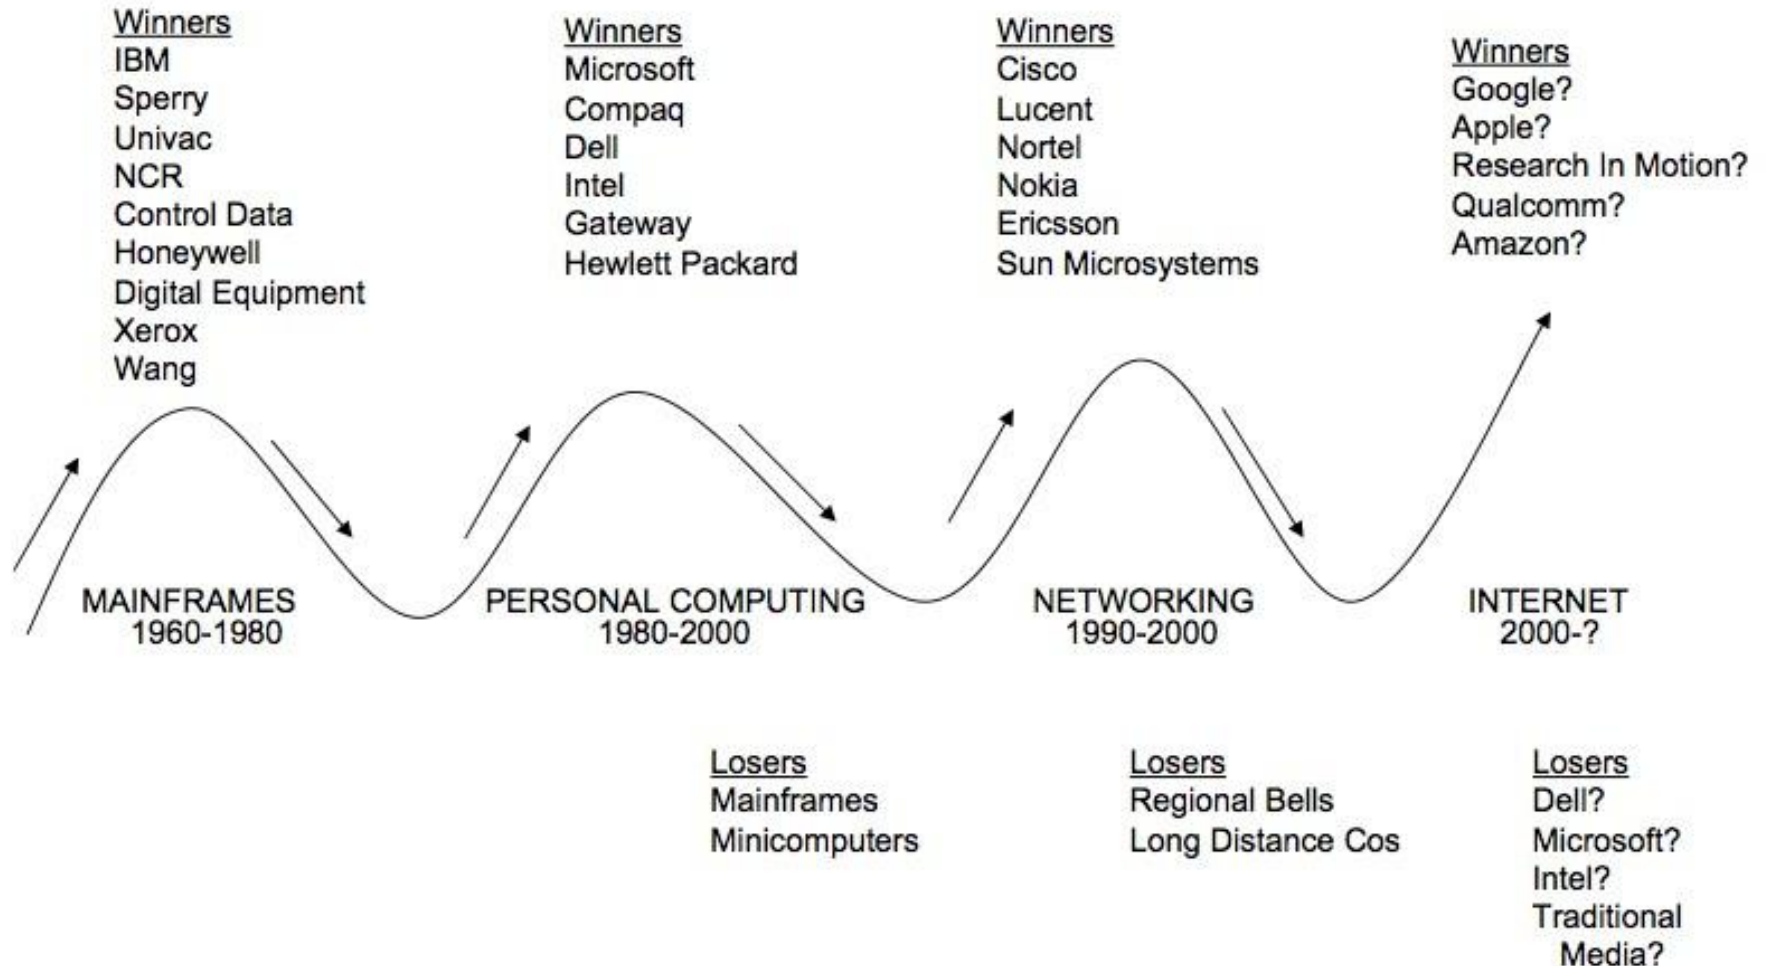 Winners
IBM
Sperry
Univac
NCR
Control Data
Honeywell
Digital Equipment
Xerox
Wang
Winners
Microsoft
Compaq
Dell
Intel
Gateway
Hewlett Packard
Winners
Cisco
Lucent
Nortel
Nokia
Ericsson
Sun Microsystems
Winners
Google?
Apple?
Research In Motion?
Qualcomm?
Amazon?
MAINFRAMES
1960-1980
PERSONAL COMPUTING
1980-2000
NETWORKING
1990-2000
INTERNET
2000-?
Losers
Mainframes
Minicomputers
Losers
Regional Bells
Long Distance Cos
Losers
Dell?
Microsoft?
Intel?
Traditional
Media?